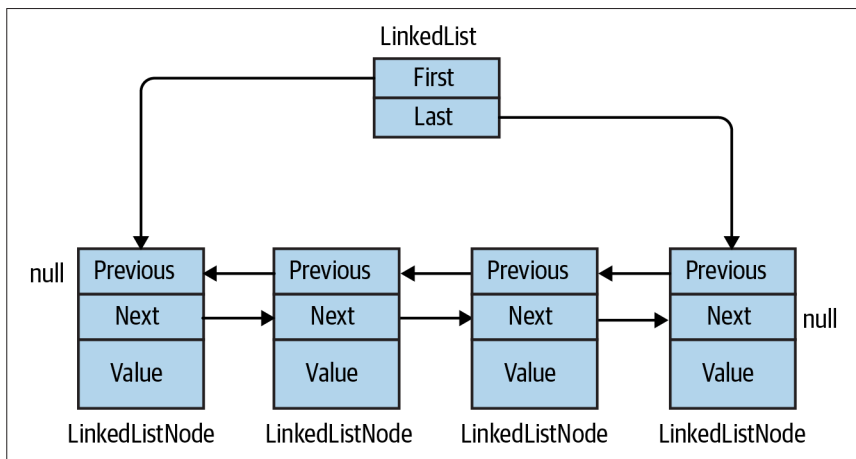 LinkedList
First
Last
null Previous Previous Previous Previous
Next Next Next Next null
Value Value Value Value
LinkedListNode LinkedListNode LinkedListNode LinkedListNode